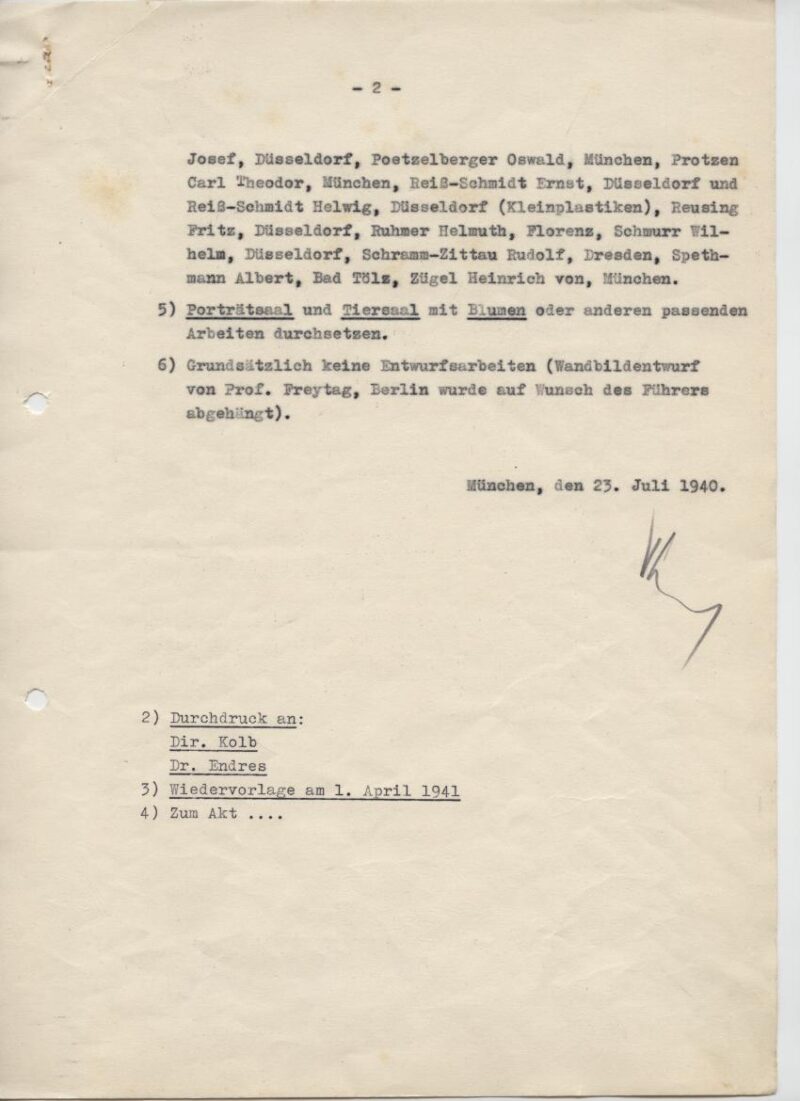 - 2 -
Josef, Düsseldorf, Poetzelberger Oswald, München, Protzen
Carl Theodor, München, Reiß-Schmidt Ernst, Düsseldorf und
Reiß-Schmidt Helwig, Düsseldorf (Kleinplastiken), Reusing
Fritz, Düsseldorf, Ruhmer Helmuth, Florenz, Schmurr Wil-
helm, Düsseldorf, Schramm-Zittau Rudolf, Dresden, Speth-
mann Albert, Bad Tölz, Zügel Heinrich von, München.
5) Porträtsaal und Tiersaal mit Blumen oder anderen passenden
Arbeiten durchsetzen.
6) Grundsätzlich keine Entwurfsarbeiten (Wandbildentwurf
von Prof. Freytag, Berlin wurde auf Wunsch des Führers
abgehängt).
München, den 23. Juli 1940.
2) Durchdruck an:
Dir. Kolb
Dr. Endres
3) Wiedervorlage am 1. April 1941
4) Zum Akt ....